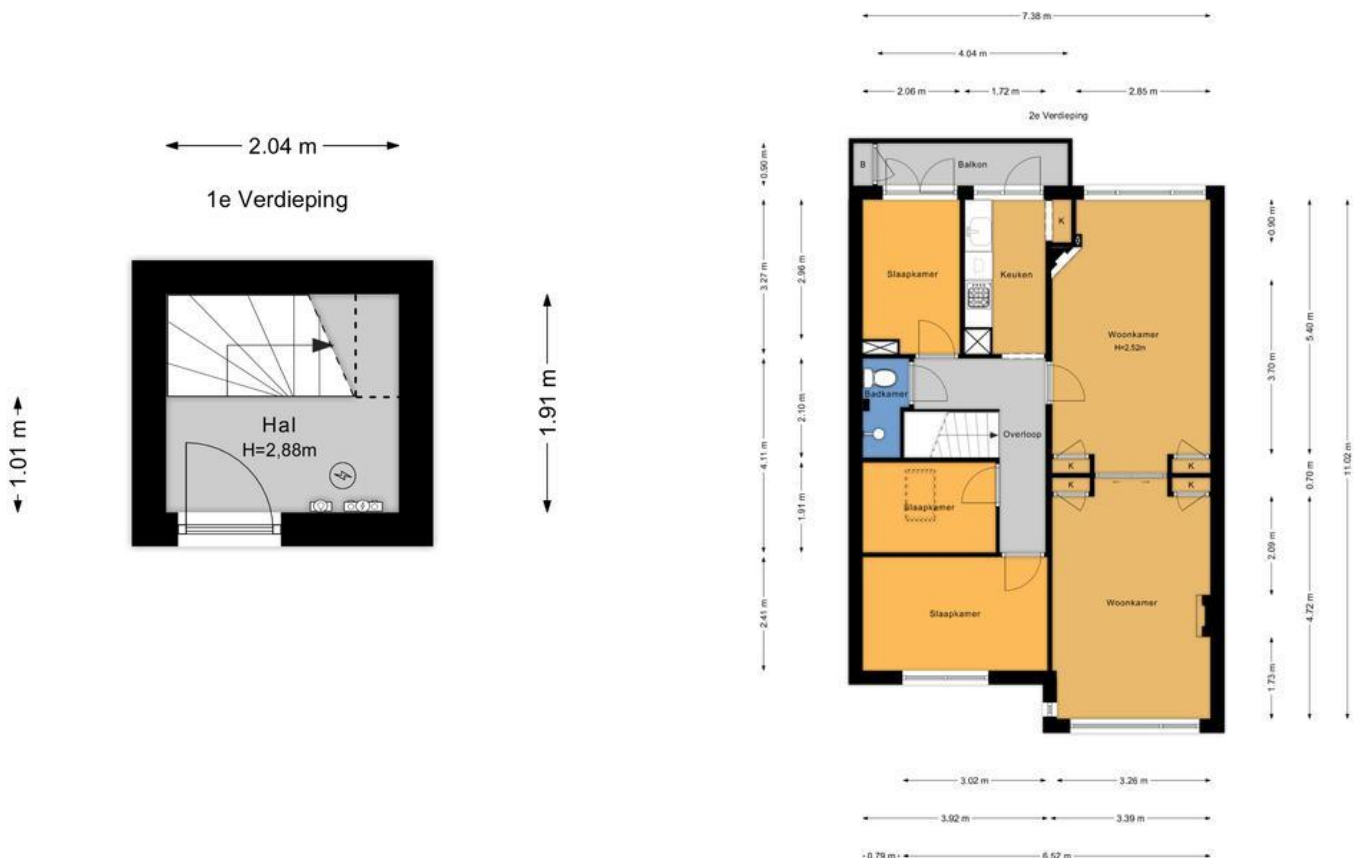 2.04 m
1e Verdieping
Hal
H=2,88m
1.01 m
1.91 m
7.38 m
4.04 m
2.06 m
1.72 m
2.85 m
2e Verdieping
0.90 m
B
Balkon
3.27 m
2.96 m
Slaapkamer
Keuken
K
Woonkamer
H=2,52m
0.90 m
5.40 m
3.70 m
11.02 m
4.11 m
2.10 m
Badkamer
Overloop
K
K
K
K
0.70 m
1.91 m
Slaapkamer
2.09 m
2.41 m
Slaapkamer
Woonkamer
4.72 m
1.73 m
3.02 m
3.26 m
3.92 m
3.39 m
0.79 m
6.52 m